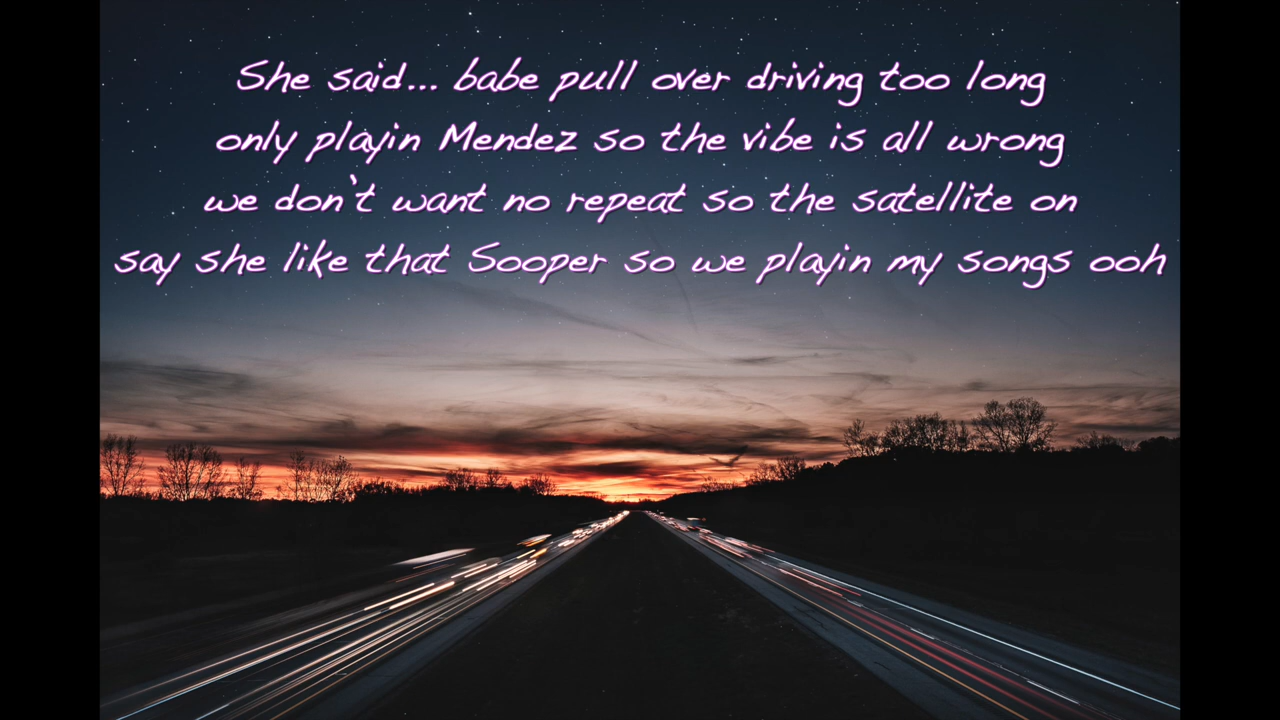 She said... babe pull over driving too long
only playin Mendez so the vibe is all wrong
we don't want no repeat so the satellite on
say she like that Sooper so we playin my songs ooh